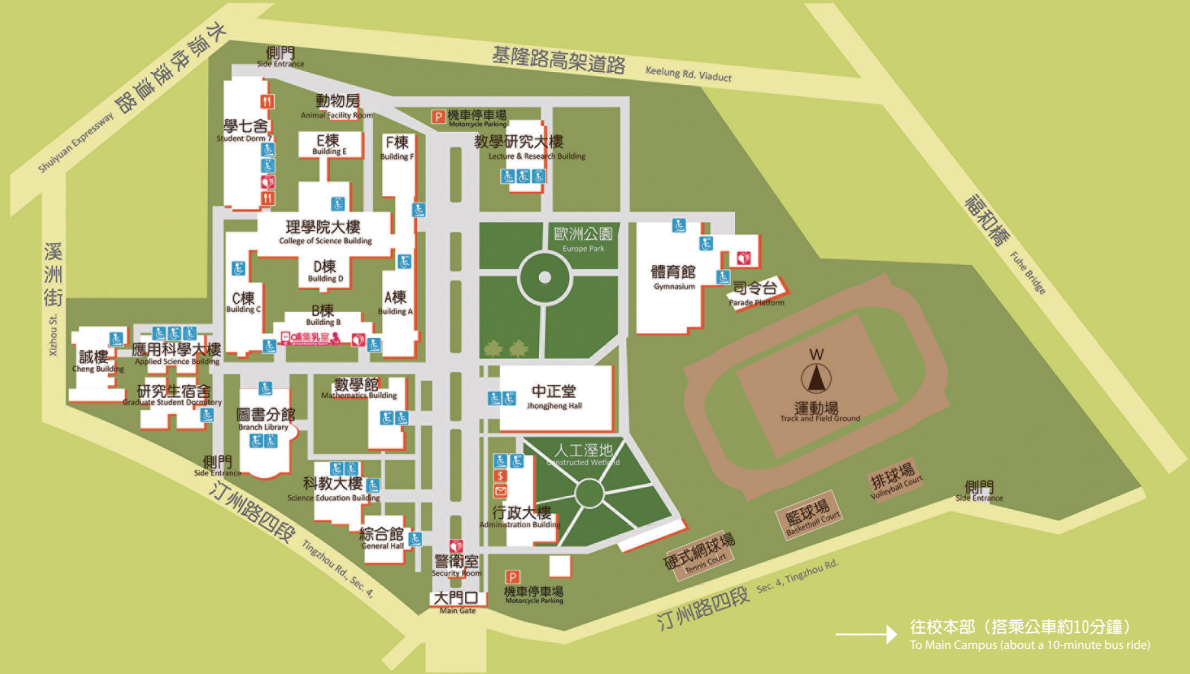 水源快速道路
Shuiyuan Expressway
側門
Side Entrance
基隆路高架道路
Keelung Rd. Viaduct
動物房
Animal Facility Room
P 機車停車場
Motorcycle Parking
學七舍
Student Dorm 7
E棟
Building E
F棟
Building F
教學研究大樓
Lecture & Research Building
理學院大樓
College of Science Building
歐洲公園
Europe Park
福和橋
Fuhe Bridge
溪洲街
Xizhou St.
D棟
Building D
體育館
Gymnasium
司令台
Parade Platform
C棟
Building C
A棟
Building A
B棟
Building B
哺集乳室
誠樓
Cheng Building
應用科學大樓
Applied Science Building
W
研究生宿舍
Graduate Student Dormitory
數學館
Mathematics Building
中正堂
Jhongjheng Hall
運動場
Track and Field Ground
圖書分館
Branch Library
人工溼地
Constructed Wetland
側門
Side Entrance
科教大樓
Science Education Building
$
行政大樓
Administration Building
排球場
Volleyball Court
側門
Side Entrance
籃球場
Basketball Court
汀州路四段
Tingzhou Rd., Sec. 4,
綜合館
General Hall
硬式網球場
Tennis Court
警衛室
Security Room
P
機車停車場
Motorcycle Parking
大門口
Main Gate
汀州路四段
Sec. 4, Tingzhou Rd.
往校本部（搭乘公車約10分鐘）
To Main Campus (about a 10-minute bus ride)